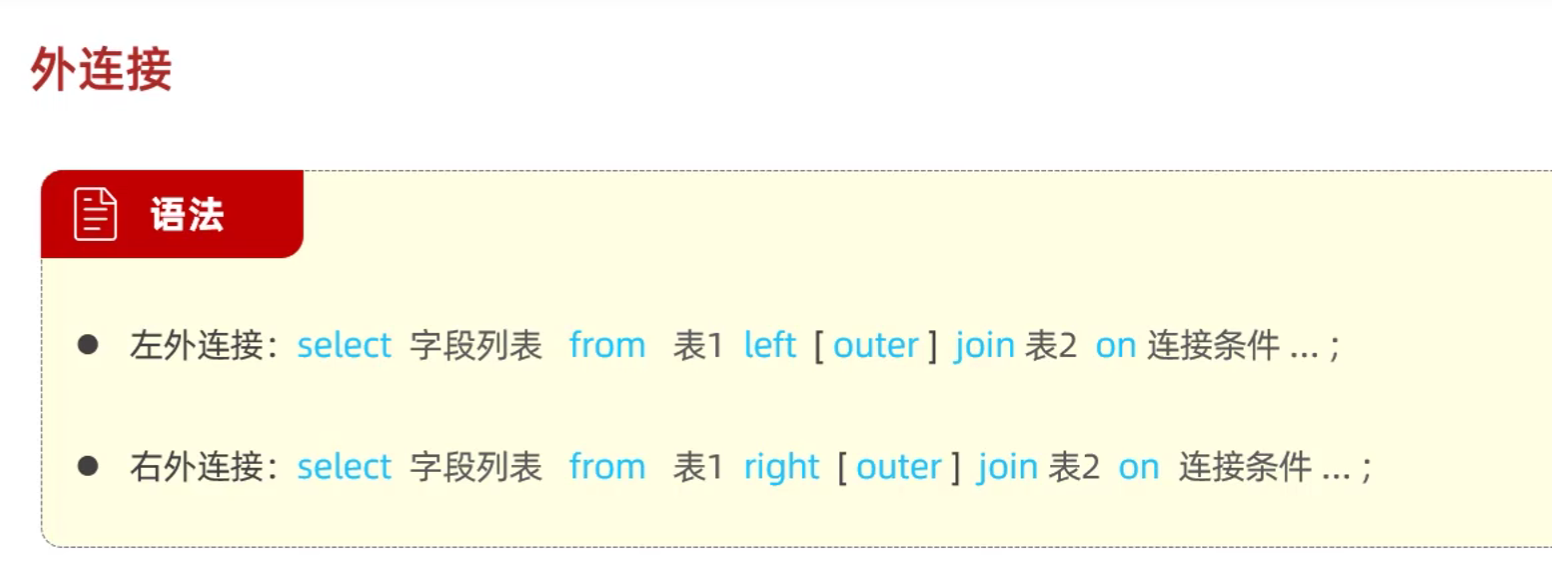 外连接
语法
● 左外连接：select 字段列表 from 表1 left [ outer ] join 表2 on 连接条件 ... ;
● 右外连接：select 字段列表 from 表1 right [ outer ] join 表2 on 连接条件 ... ;